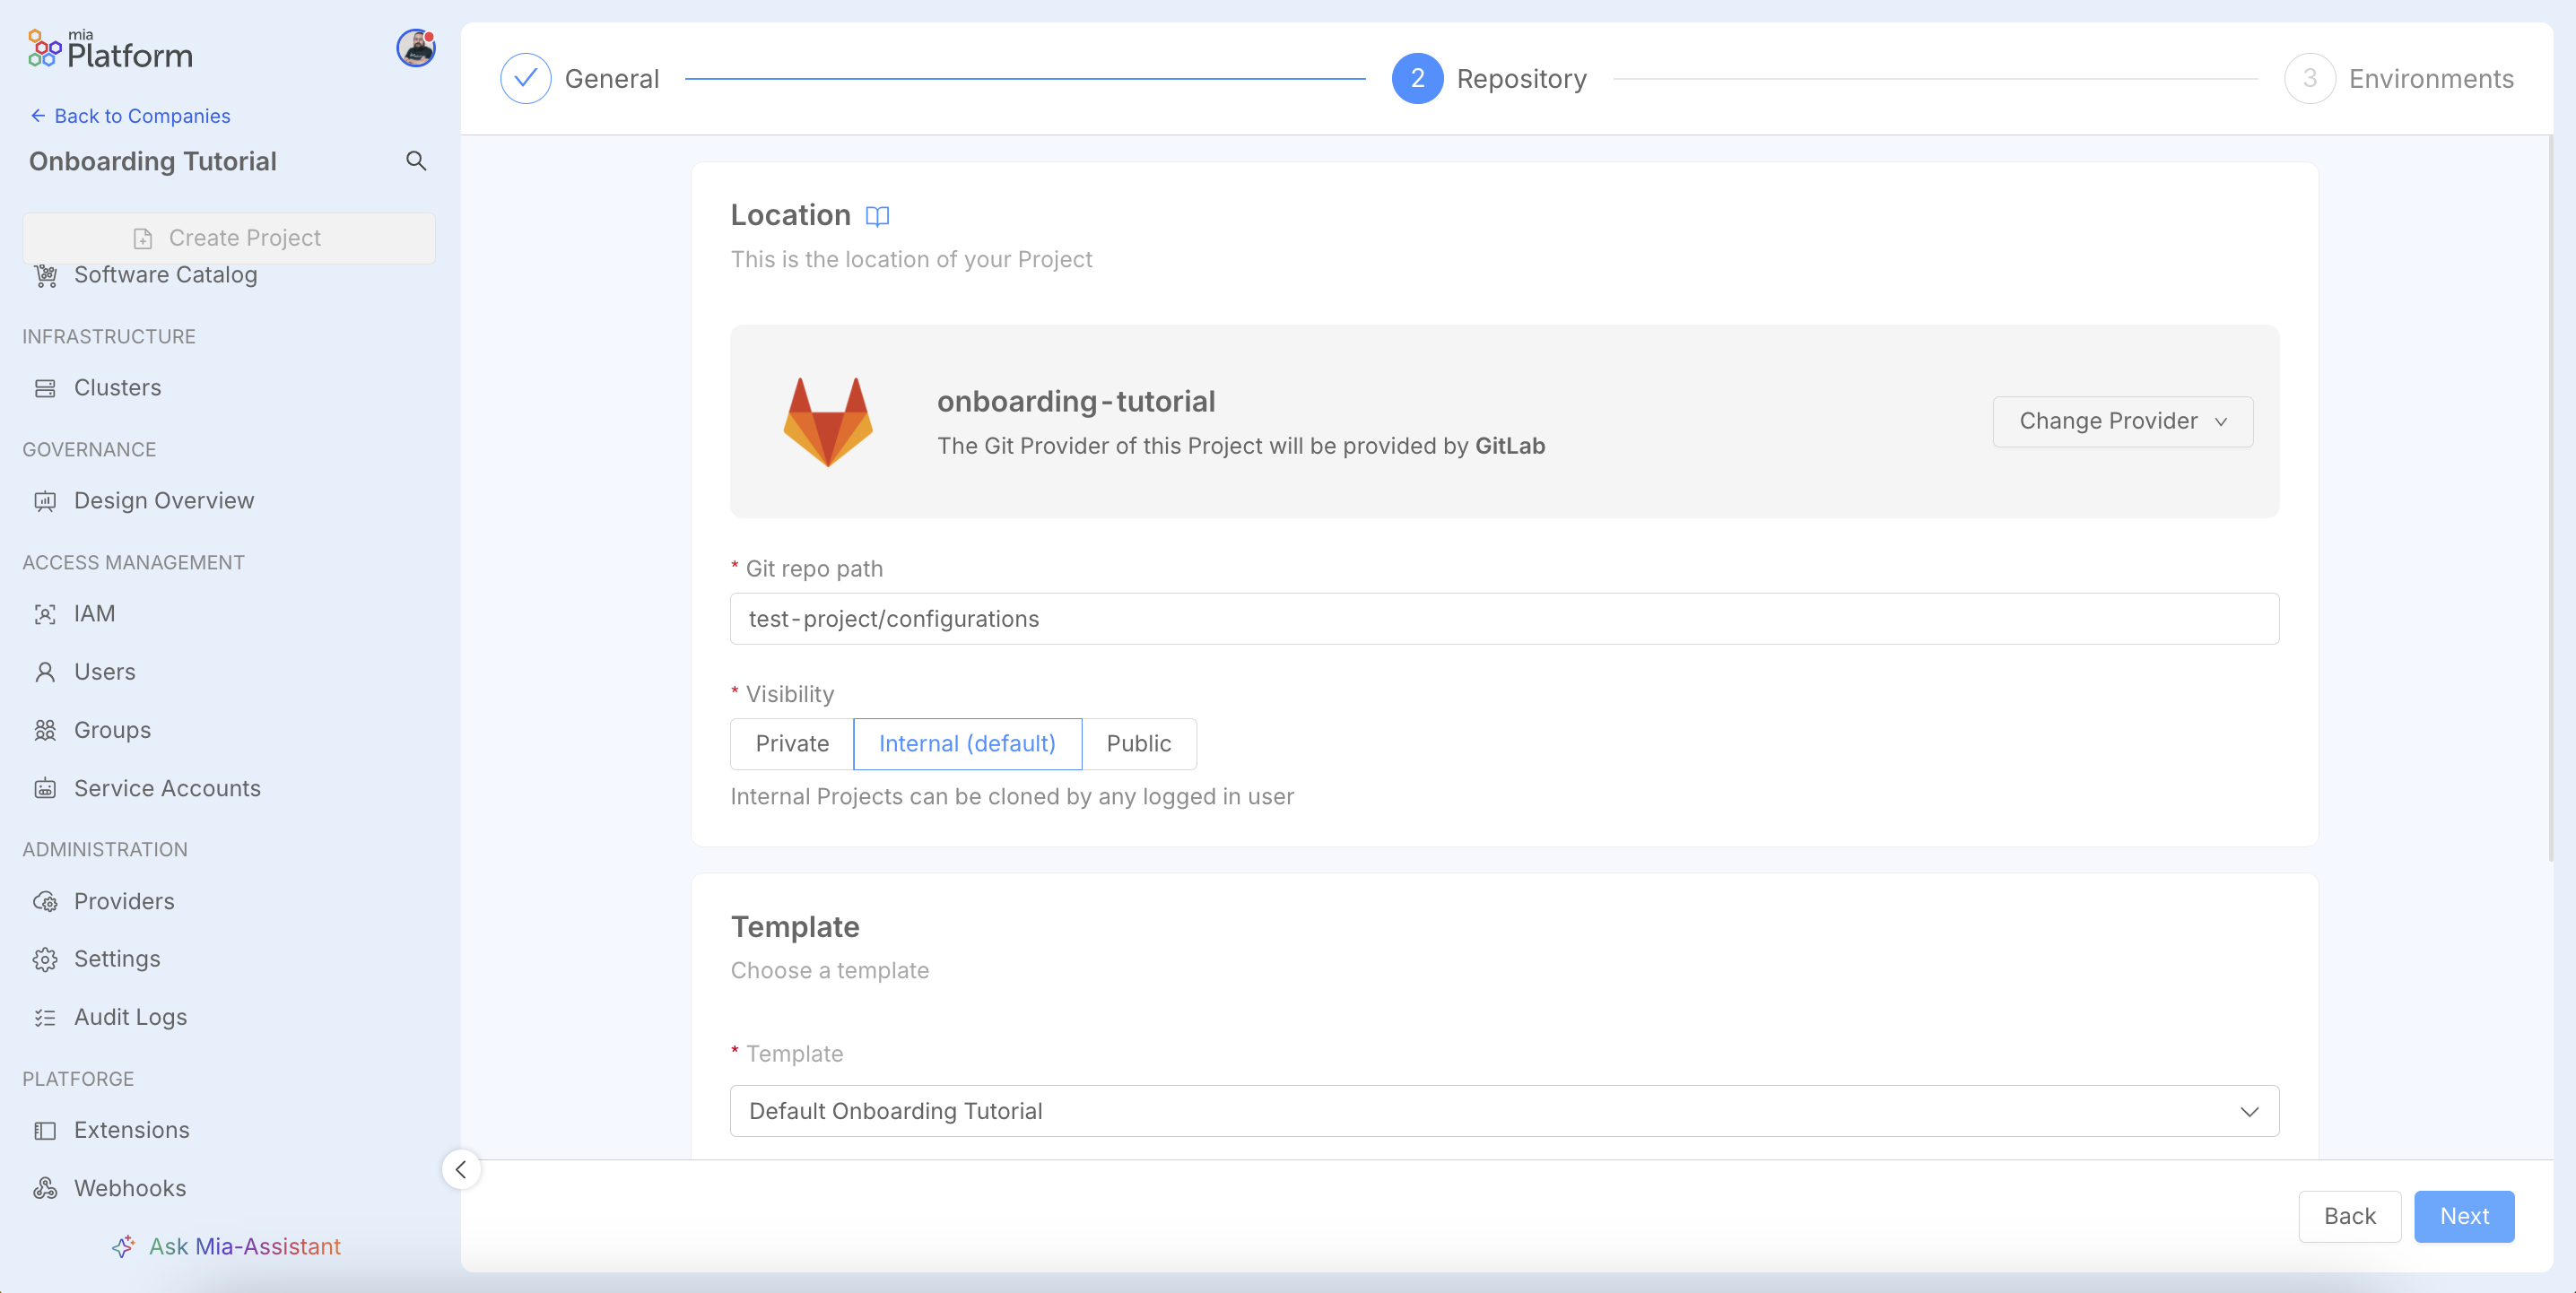 mia
Platform
Back to Companies
Onboarding Tutorial
Create Project
Software Catalog
INFRASTRUCTURE
Clusters
GOVERNANCE
Design Overview
ACCESS MANAGEMENT
IAM
Users
Groups
Service Accounts
ADMINISTRATION
Providers
Settings
Audit Logs
PLATFORGE
Extensions
Webhooks
Ask Mia-Assistant
General
2 Repository
3 Environments
Location
This is the location of your Project
onboarding-tutorial
The Git Provider of this Project will be provided by GitLab
Change Provider
* Git repo path
test-project/configurations
* Visibility
Private Internal (default) Public
Internal Projects can be cloned by any logged in user
Template
Choose a template
* Template
Default Onboarding Tutorial
Back Next